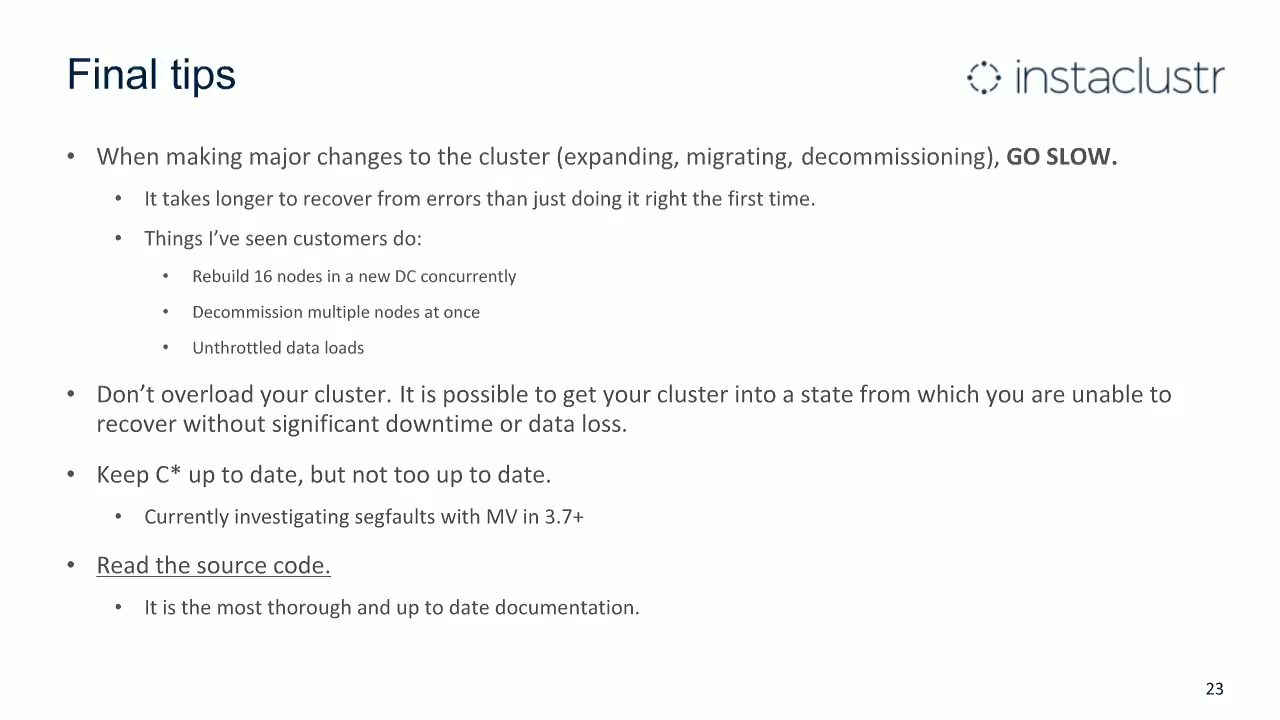 Final tips
instaclustr
• When making major changes to the cluster (expanding, migrating, decommissioning), GO SLOW.
• It takes longer to recover from errors than just doing it right the first time.
• Things I’ve seen customers do:
• Rebuild 16 nodes in a new DC concurrently
• Decommission multiple nodes at once
• Unthrottled data loads
• Don’t overload your cluster. It is possible to get your cluster into a state from which you are unable to
recover without significant downtime or data loss.
• Keep C* up to date, but not too up to date.
• Currently investigating segfaults with MV in 3.7+
• Read the source code.
• It is the most thorough and up to date documentation.
23